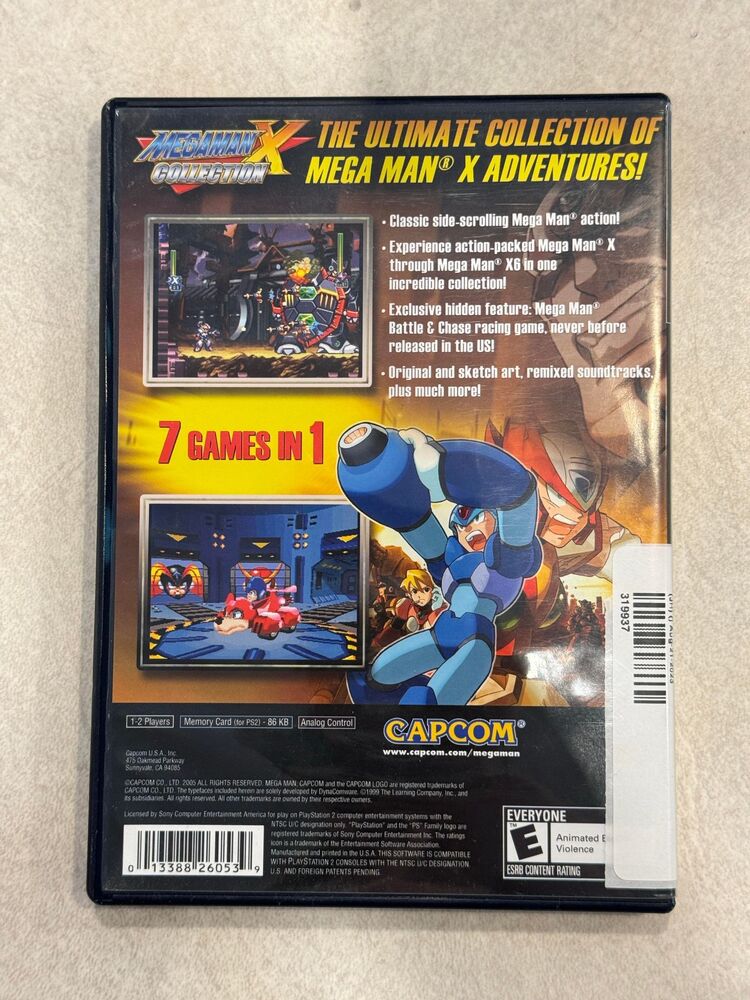 MEGAMAN X
COLLECTION
THE ULTIMATE COLLECTION OF
MEGA MAN® X ADVENTURES!
• Classic side-scrolling Mega Man® action!
• Experience action-packed Mega Man® X
through Mega Man® X6 in one
incredible collection!
• Exclusive hidden feature: Mega Man®
Battle & Chase racing game, never before
released in the US!
• Original and sketch art, remixed soundtracks,
plus much more!
7 GAMES IN 1
319937
1-2 Players
Memory Card (for PS2) - 86 KB
Analog Control
CAPCOM®
www.capcom.com/megaman
Capcom U.S.A., Inc.
475 Oakmead Parkway
Sunnyvale, CA 94085
©CAPCOM CO., LTD. 2005 ALL RIGHTS RESERVED. MEGA MAN, CAPCOM and the CAPCOM LOGO are registered trademarks of
CAPCOM CO., LTD. The typefaces included herein are solely developed by DynaComware. ©1999 The Learning Company, Inc., and
its subsidiaries. All rights reserved. All other trademarks are owned by their respective owners.
Licensed by Sony Computer Entertainment America for play on PlayStation 2 computer entertainment systems with the
NTSC U/C designation only. "PlayStation" and the "PS" Family logo are
registered trademarks of Sony Computer Entertainment Inc. The ratings
icon is a trademark of the Entertainment Software Association.
Manufactured and printed in the U.S.A. THIS SOFTWARE IS COMPATIBLE
WITH PLAYSTATION 2 CONSOLES WITH THE NTSC U/C DESIGNATION.
U.S. AND FOREIGN PATENTS PENDING.
0 13388 26053 9
EVERYONE
E
Animated
Violence
ESRB CONTENT RATING